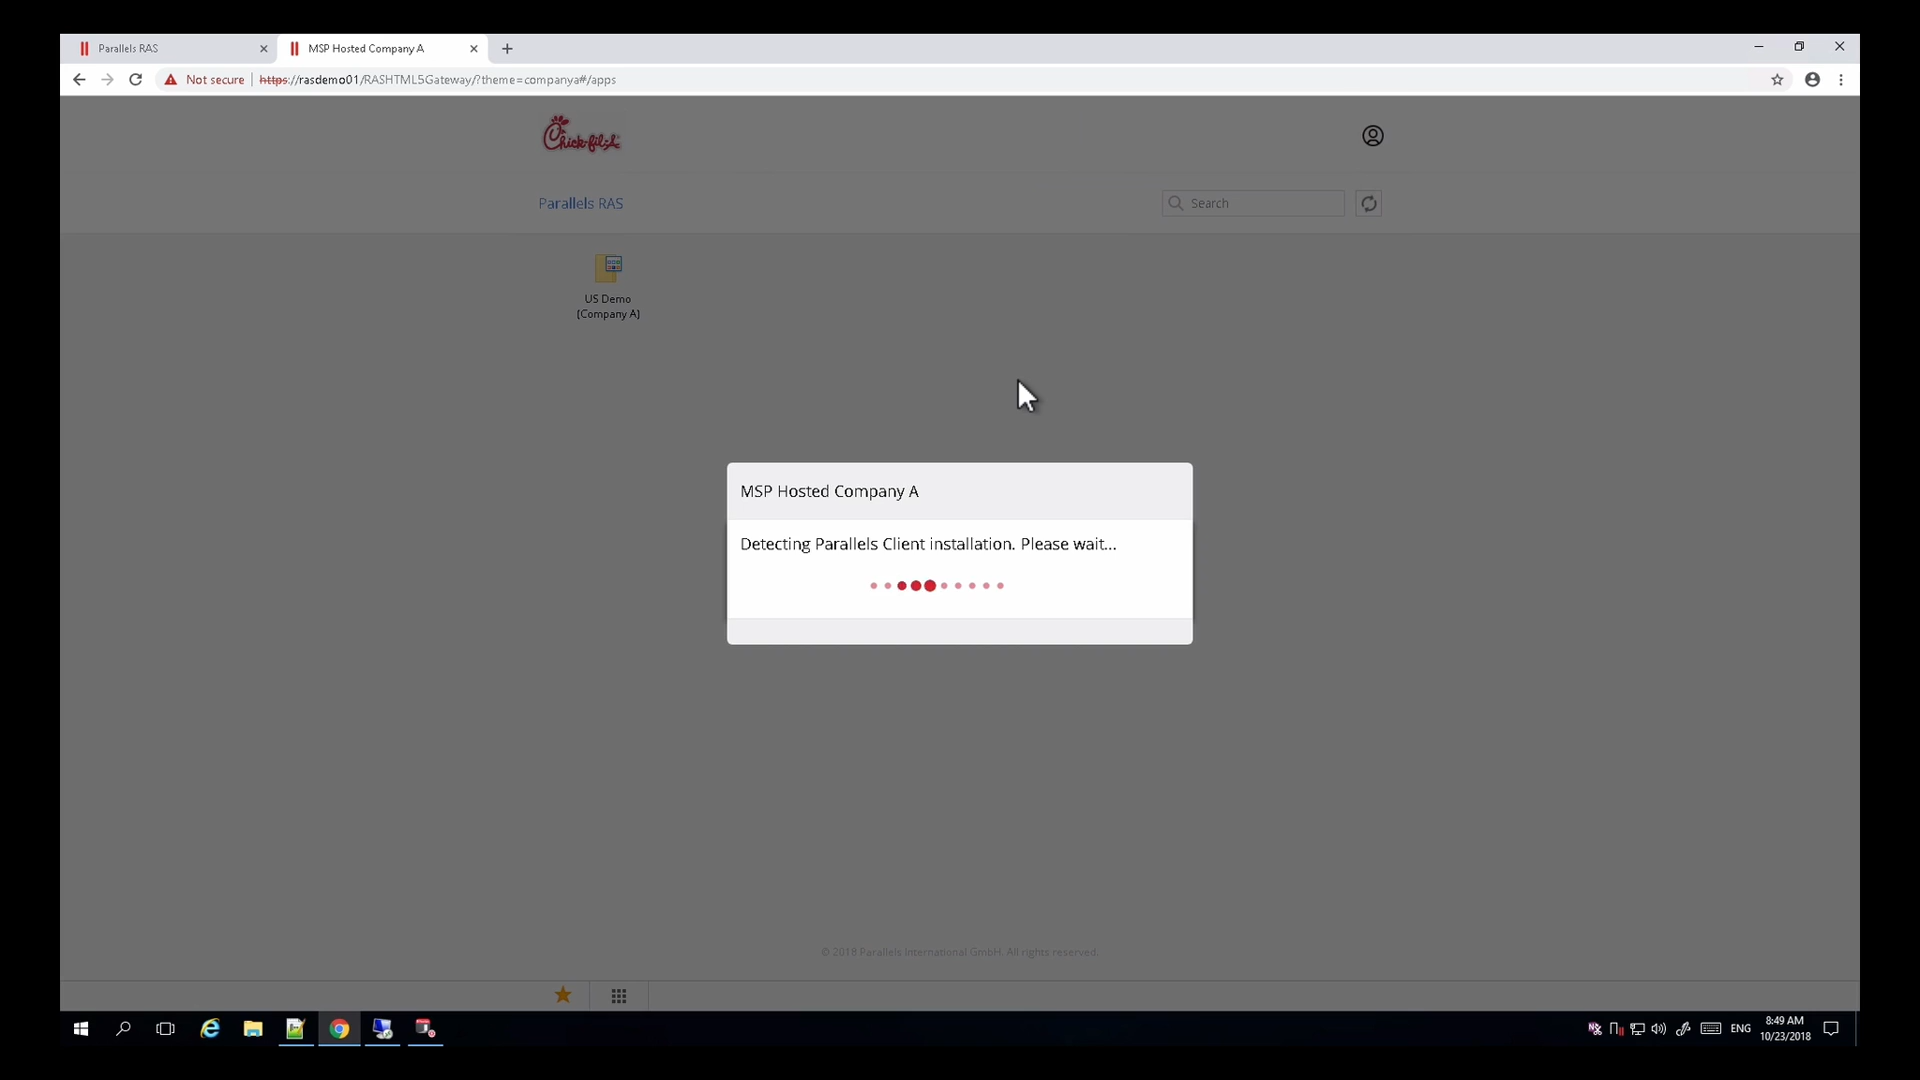 Parallels RAS
MSP Hosted Company A
Not secure
https://rasdemo01/RASHTML5Gateway/?theme=companya#/apps
Chick-fil-A
Parallels RAS
Search
US Demo
(Company A)
MSP Hosted Company A
Detecting Parallels Client installation. Please wait...
© 2018 Parallels International GmbH. All rights reserved.
ENG
8:49 AM
10/23/2018